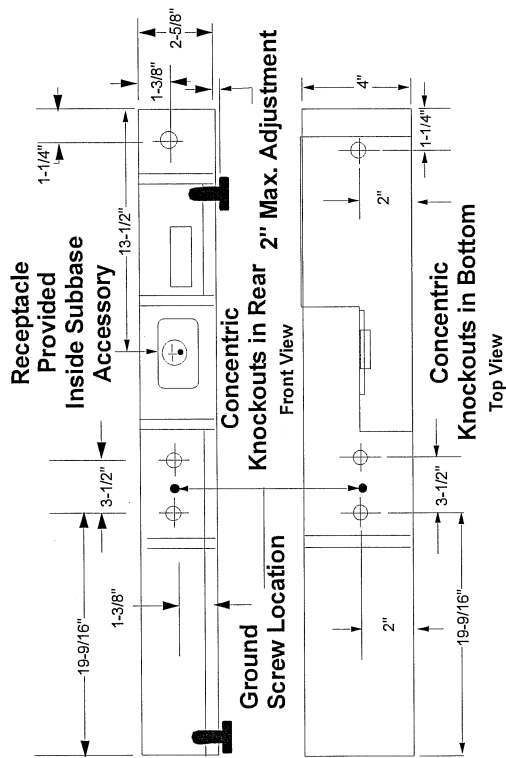 Receptacle
Provided
Inside Subbase
Accessory
1-1/4"
13-1/2"
3-1/2"
19-9/16"
1-3/8"
1-3/8"
2-5/8"
2" Max. Adjustment
Concentric
Knockouts in Rear
Front View
Ground
Screw Location
4"
1-1/4"
2"
2"
3-1/2"
19-9/16"
Concentric
Knockouts in Bottom
Top View